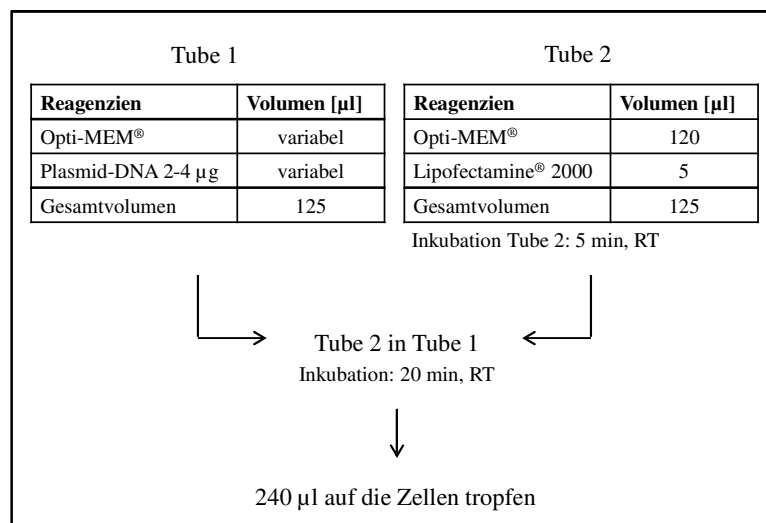 Tube 1
Reagenzien Volumen [µl]
Opti-MEM® variabel
Plasmid-DNA 2-4 µg variabel
Gesamtvolumen 125
Tube 2
Reagenzien Volumen [µl]
Opti-MEM® 120
Lipofectamine® 2000 5
Gesamtvolumen 125
Inkubation Tube 2: 5 min, RT
Tube 2 in Tube 1
Inkubation: 20 min, RT
240 µl auf die Zellen tropfen